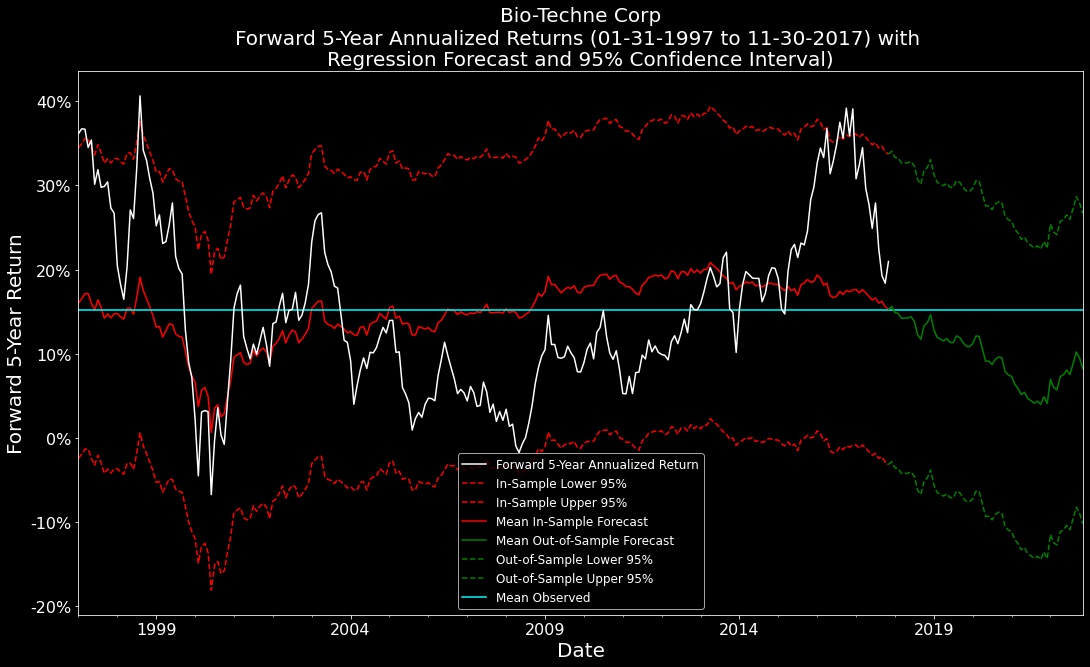 Bio-Techne Corp
Forward 5-Year Annualized Returns (01-31-1997 to 11-30-2017) with
Regression Forecast and 95% Confidence Interval)
Forward 5-Year Return
40%
30%
20%
10%
0%
-10%
-20%
Forward 5-Year Annualized Return
In-Sample Lower 95%
In-Sample Upper 95%
Mean In-Sample Forecast
Mean Out-of-Sample Forecast
Out-of-Sample Lower 95%
Out-of-Sample Upper 95%
Mean Observed
1999 2004 2009 2014 2019
Date